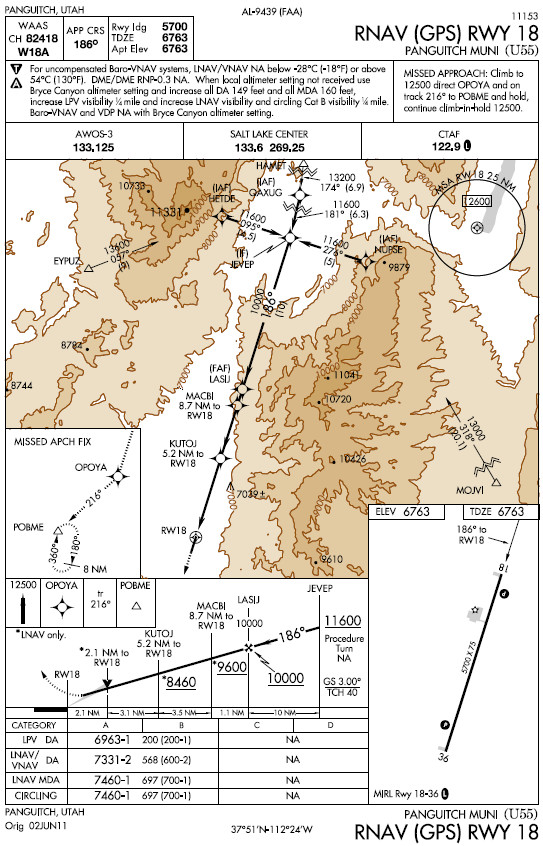 PANGUITCH, UTAH
AL-9439 (FAA)
11153
WAAS
CH 82418
W18A
APP CRS
186°
Rwy ldg 5700
TDZE 6763
Apt Elev 6763
RNAV (GPS) RWY 18
PANGUITCH MUNI (U55)
T
A
For uncompensated Baro-VNAV systems, LNAV/VNAV NA below -28°C (-18°F) or above
54°C (130°F). DME/DME RNP-0.3 NA. When local altimeter setting not received use
Bryce Canyon altimeter setting and increase all DA 149 feet and all MDA 160 feet,
increase LPV visibility ½ mile and increase LNAV visibility and circling Cat B visibility ¼ mile.
Baro-VNAV and VDP NA with Bryce Canyon altimeter setting.
MISSED APPROACH: Climb to
12500 direct OPOYA and on
track 216° to POBME and hold,
continue climb-in-hold 12500.
AWOS-3
133.125
SALT LAKE CENTER
133.6 269.25
CTAF
122.9 L
HAMET
13200
174° (6.9)
(IAF)
QAXUG
11600
181° (6.3)
(IAF)
HETDE
11600
095°
(4.5)
(IF)
JEVEP
11600
276°
(5)
(IAF)
NURSE
9879
10733
11331
EYPUZ
13600
057°
(9)
MSA RW 18 25 NM
12600
10000
186°
(10)
8784
8744
(FAF)
LASIJ
MACBI
8.7 NM to
RW18
KUTOJ
5.2 NM to
RW18
11041
10720
10426
7039±
RW18
9610
13000
318°
(20.1)
MOJVI
MISSED APCH FIX
OPOYA
216°
POBME
360°
180°
8 NM
ELEV 6763
TDZE 6763
186° to
RW18
18
5700 X 75
36
MIRL Rwy 18-36 L
12500
OPOYA
tr
216°
POBME
*LNAV only.
RW18
*2.1 NM to
RW18
KUTOJ
5.2 NM to
RW18
MACBI
8.7 NM to
RW18
LASIJ
10000
JEVEP
11600
186°
Procedure
Turn
NA
*8460
*9600
10000
GS 3.00°
TCH 40
2.1 NM
3.1 NM
3.5 NM
1.1 NM
10 NM
CATEGORY A B C D
LPV DA 6963-1 200 (200-1) NA
LNAV/
VNAV DA 7331-2 568 (600-2) NA
LNAV MDA 7460-1 697 (700-1) NA
CIRCLING 7460-1 697 (700-1) NA
PANGUITCH, UTAH
Orig 02JUN11
37°51'N-112°24'W
PANGUITCH MUNI (U55)
RNAV (GPS) RWY 18